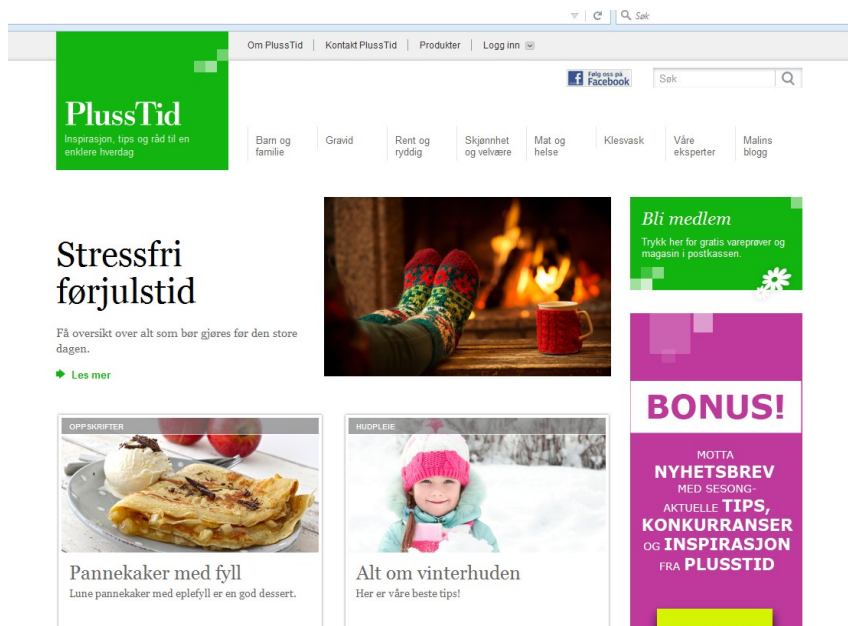 Søk
Om PlussTid
Kontakt PlussTid
Produkter
Logg inn
Følg oss på
Facebook
Søk
PlussTid
Inspirasjon, tips og råd til en
enklere hverdag
Barn og
familie
Gravid
Rent og
ryddig
Skjønnhet
og velvære
Mat og
helse
Klesvask
Våre
eksperter
Malins
blogg
Stressfri
førjulstid
Få oversikt over alt som bør gjøres før den store
dagen.
Les mer
Bli medlem
Trykk her for gratis vareprøver og
magasin i postkassen.
BONUS!
MOTTA
NYHETSBREV
MED SESONG-
AKTUELLE TIPS,
KONKURRANSER
OG INSPIRASJON
FRA PLUSSTID
OPPSKRIFTER
Pannekaker med fyll
Lune pannekaker med eplefyll er en god dessert.
HUDPLEIE
Alt om vinterhuden
Her er våre beste tips!